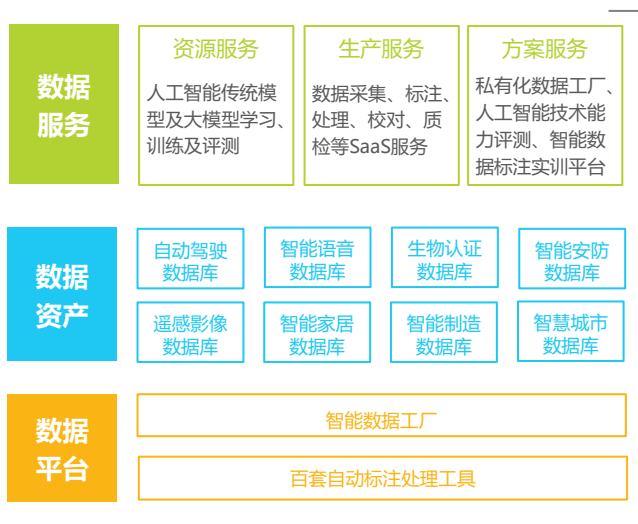 数据
服务
资源服务
人工智能传统模
型及大模型学习、
训练及评测
生产服务
数据采集、标注、
处理、校对、质
检等SaaS服务
方案服务
私有化数据工厂、
人工智能技术能
力评测、智能数
据标注实训平台
数据
资产
自动驾驶
数据库
智能语音
数据库
生物认证
数据库
智能安防
数据库
遥感影像
数据库
智能家居
数据库
智能制造
数据库
智慧城市
数据库
数据
平台
智能数据工厂
百套自动标注处理工具